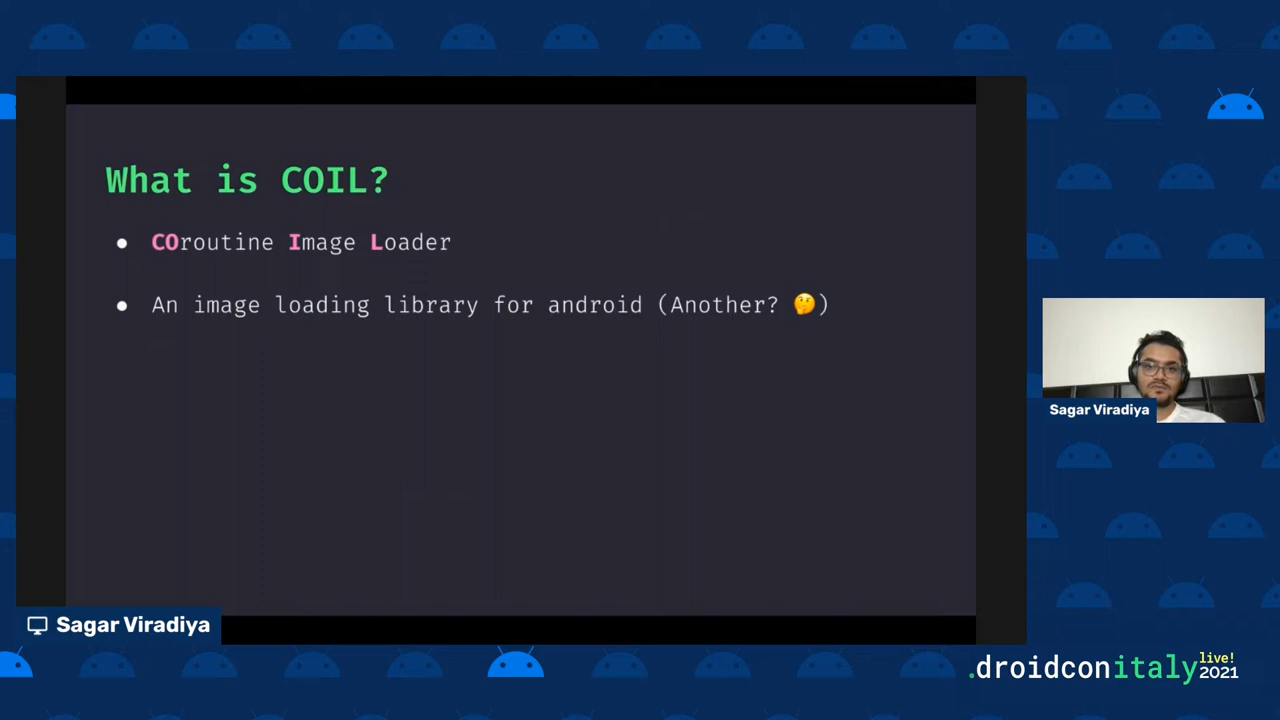 What is COIL?
● COroutine Image Loader
● An image loading library for android (Another? 🤔)
Sagar Viradiya
Sagar Viradiya
.droidconitaly live! 2021